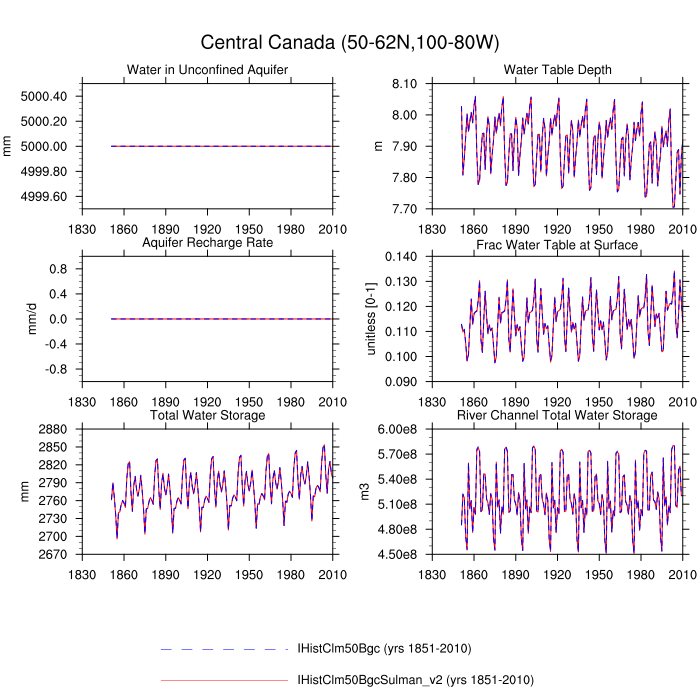 Central Canada (50-62N,100-80W)
Water in Unconfined Aquifer
Water Table Depth
5000.40
5000.20
5000.00
4999.80
4999.60
mm
1830 1860 1890 1920 1950 1980 2010
8.10
8.00
7.90
7.80
7.70
m
1830 1860 1890 1920 1950 1980 2010
Aquifer Recharge Rate
Frac Water Table at Surface
0.8
0.4
0.0
-0.4
-0.8
mm/d
1830 1860 1890 1920 1950 1980 2010
0.140
0.130
0.120
0.110
0.100
0.090
unitless [0-1]
1830 1860 1890 1920 1950 1980 2010
Total Water Storage
River Channel Total Water Storage
2880
2850
2820
2790
2760
2730
2700
2670
mm
1830 1860 1890 1920 1950 1980 2010
6.00e8
5.70e8
5.40e8
5.10e8
4.80e8
4.50e8
m3
1830 1860 1890 1920 1950 1980 2010
IHistClm50Bgc (yrs 1851-2010)
IHistClm50BgcSulman_v2 (yrs 1851-2010)